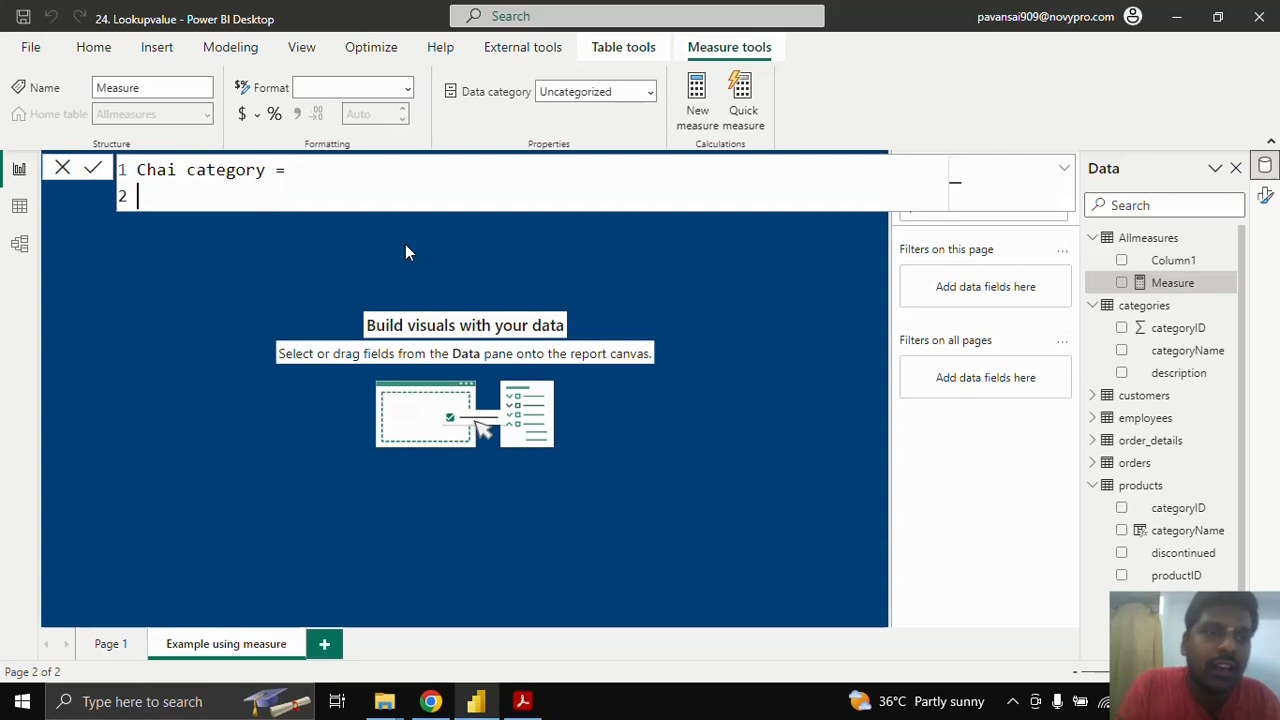 24. Lookupvalue - Power BI Desktop
Search
pavansai909@novypro.com
File
Home
Insert
Modeling
View
Optimize
Help
External tools
Table tools
Measure tools
Name
Measure
Home table
Allmeasures
Structure
Format
$ % 9 .00
Auto
Formatting
Data category
Uncategorized
Properties
New
measure
Quick
measure
Calculations
1 Chai category =
2
Build visuals with your data
Select or drag fields from the Data pane onto the report canvas.
Filters on this page
Add data fields here
Filters on all pages
Add data fields here
Data
Search
Allmeasures
Column1
Measure
categories
categoryID
categoryName
description
customers
employees
order_details
orders
products
categoryID
categoryName
discontinued
productID
Page 1
Example using measure
Page 2 of 2
Type here to search
36°C Partly sunny